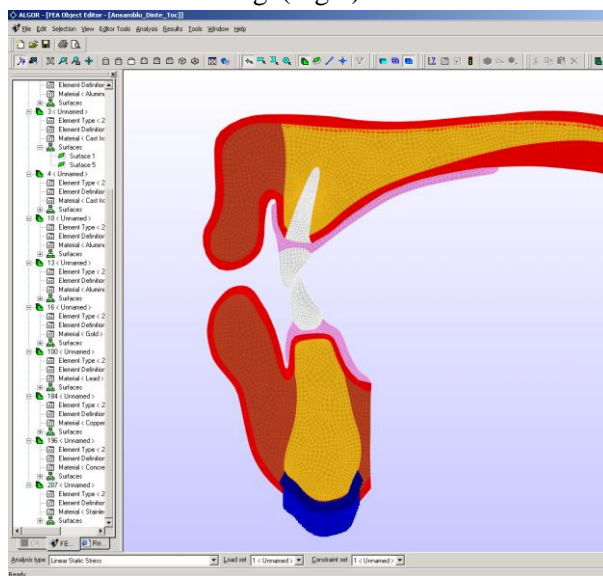 ALGOR - [FEA Object Editor - [Ansamblu_Dinte_Toc]]
File Edit Selection View Editor Tools Analysis Results Tools Window Help
Element Definition
Material < Aluminu
Surfaces
3 < Unnamed >
Element Type < 2
Element Definition
Material < Cast Iro
Surfaces
Surface 1
Surface 5
4 < Unnamed >
Element Type < 2
Element Definition
Material < Cast Iro
Surfaces
10 < Unnamed >
Element Type < 2
Element Definition
Material < Aluminu
Surfaces
13 < Unnamed >
Element Type < 2
Element Definition
Material < Aluminu
Surfaces
16 < Unnamed >
Element Type < 2
Element Definition
Material < Gold >
Surfaces
100 < Unnamed >
Element Type < 2
Element Definition
Material < Lead >
Surfaces
184 < Unnamed >
Element Type < 2
Element Definition
Material < Copper
Surfaces
196 < Unnamed >
Element Type < 2
Element Definition
Material < Concre
Surfaces
207 < Unnamed >
Element Type < 2
Element Definition
Material < Stainle
Surfaces
FE... Re...
Analysis type Linear Static Stress Load set 1 < Unnamed > Constraint set 1 < Unnamed >
Ready